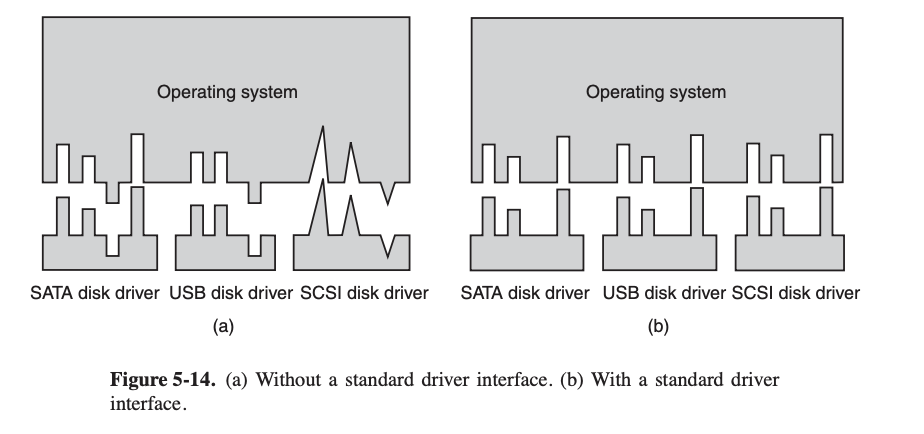 Operating system
Operating system
SATA disk driver USB disk driver SCSI disk driver
SATA disk driver USB disk driver SCSI disk driver
(a)
(b)
Figure 5-14. (a) Without a standard driver interface. (b) With a standard driver
interface.